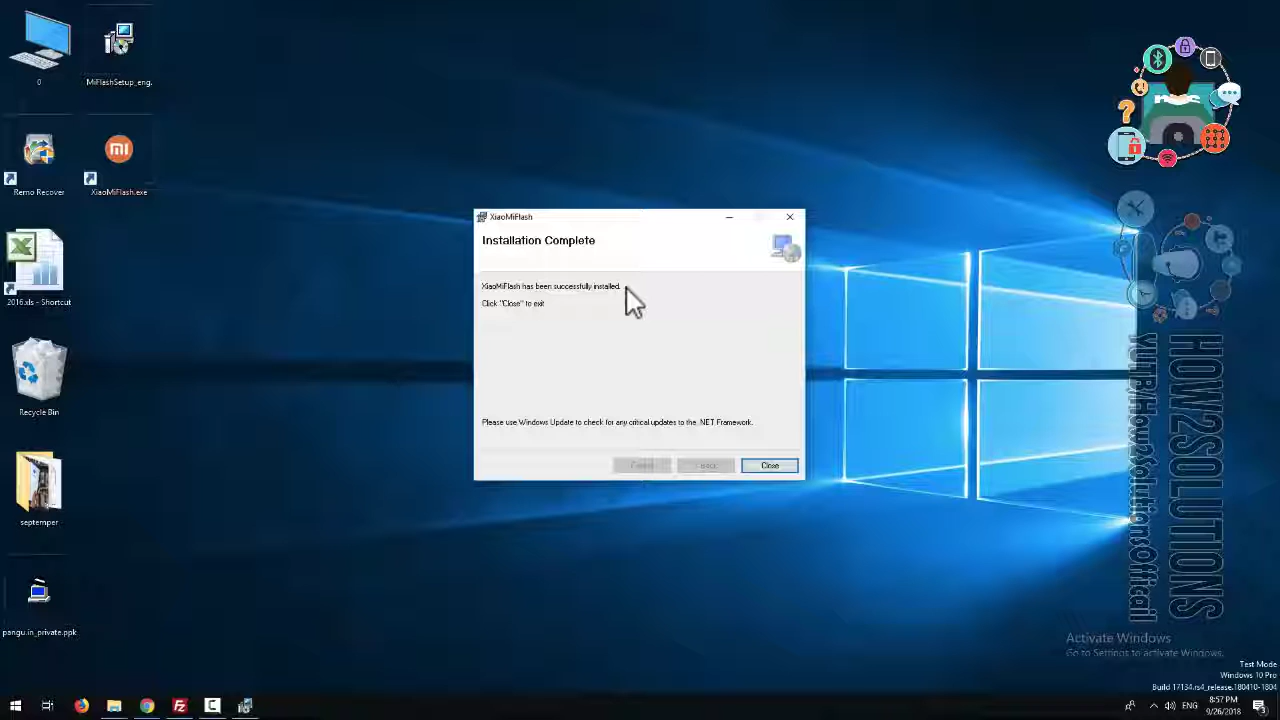 0
MiFlashSetup_eng.
Remo Recover
XiaoMiFlash.exe
2016.xls - Shortcut
Recycle Bin
septemper
pangu.in_private.ppk
XiaoMiFlash
Installation Complete
XiaoMiFlash has been successfully installed.
Click "Close" to exit
Please use Windows Update to check for any critical updates to the .NET Framework.
Cancel
< Back
Close
HOW2SOLUTIONS
Activate Windows
Go to Settings to activate Windows.
Test Mode
Windows 10 Pro
Build 17134.rs4_release.180410-1804
ENG
8:57 PM
9/26/2018